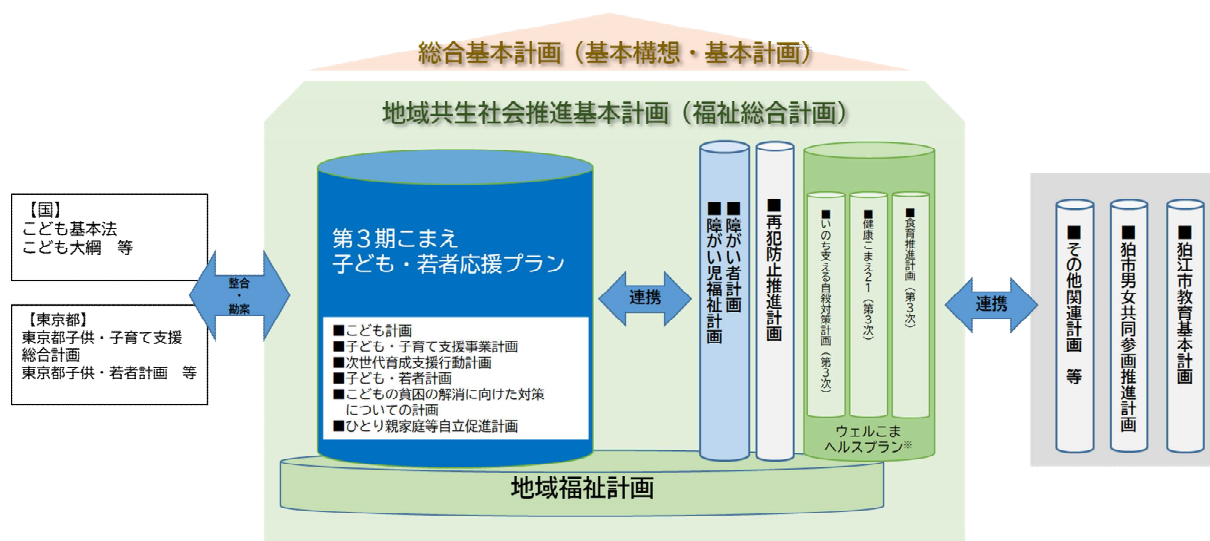 総合基本計画（基本構想・基本計画）
地域共生社会推進基本計画（福祉総合計画）
【国】
こども基本法
こども大綱　等
【東京都】
東京都子供・子育て支援
総合計画
東京都子供・若者計画　等
整合
・
勘案
第３期こまえ
子ども・若者応援プラン
■こども計画
■子ども・子育て支援事業計画
■次世代育成支援行動計画
■子ども・若者計画
■こどもの貧困の解消に向けた対策
についての計画
■ひとり親家庭等自立促進計画
連携
■障がい者計画
■障がい児福祉計画
■再犯防止推進計画
■食育推進計画（第３次）
■健康こまえ２１（第３次）
■いのち支える自殺対策計画（第３次）
ウェルこま
ヘルスプラン※
連携
■狛江市教育基本計画
■狛市男女共同参画推進計画
■その他関連計画　等
地域福祉計画